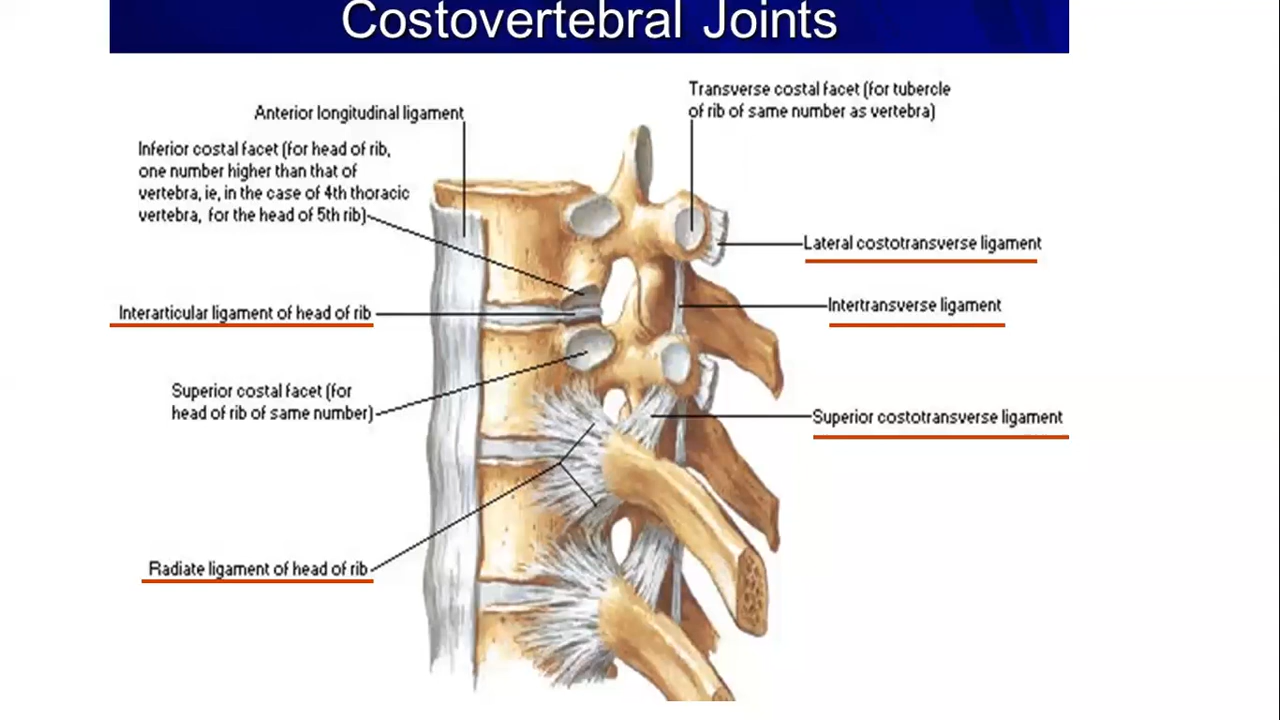 Costovertebral Joints
Anterior longitudinal ligament
Inferior costal facet (for head of rib,
one number higher than that of
vertebra, ie, in the case of 4th thoracic
vertebra, for the head of 5th rib)
Interarticular ligament of head of rib
Superior costal facet (for
head of rib of same number)
Radiate ligament of head of rib
Transverse costal facet (for tubercle
of rib of same number as vertebra)
Lateral costotransverse ligament
Intertransverse ligament
Superior costotransverse ligament